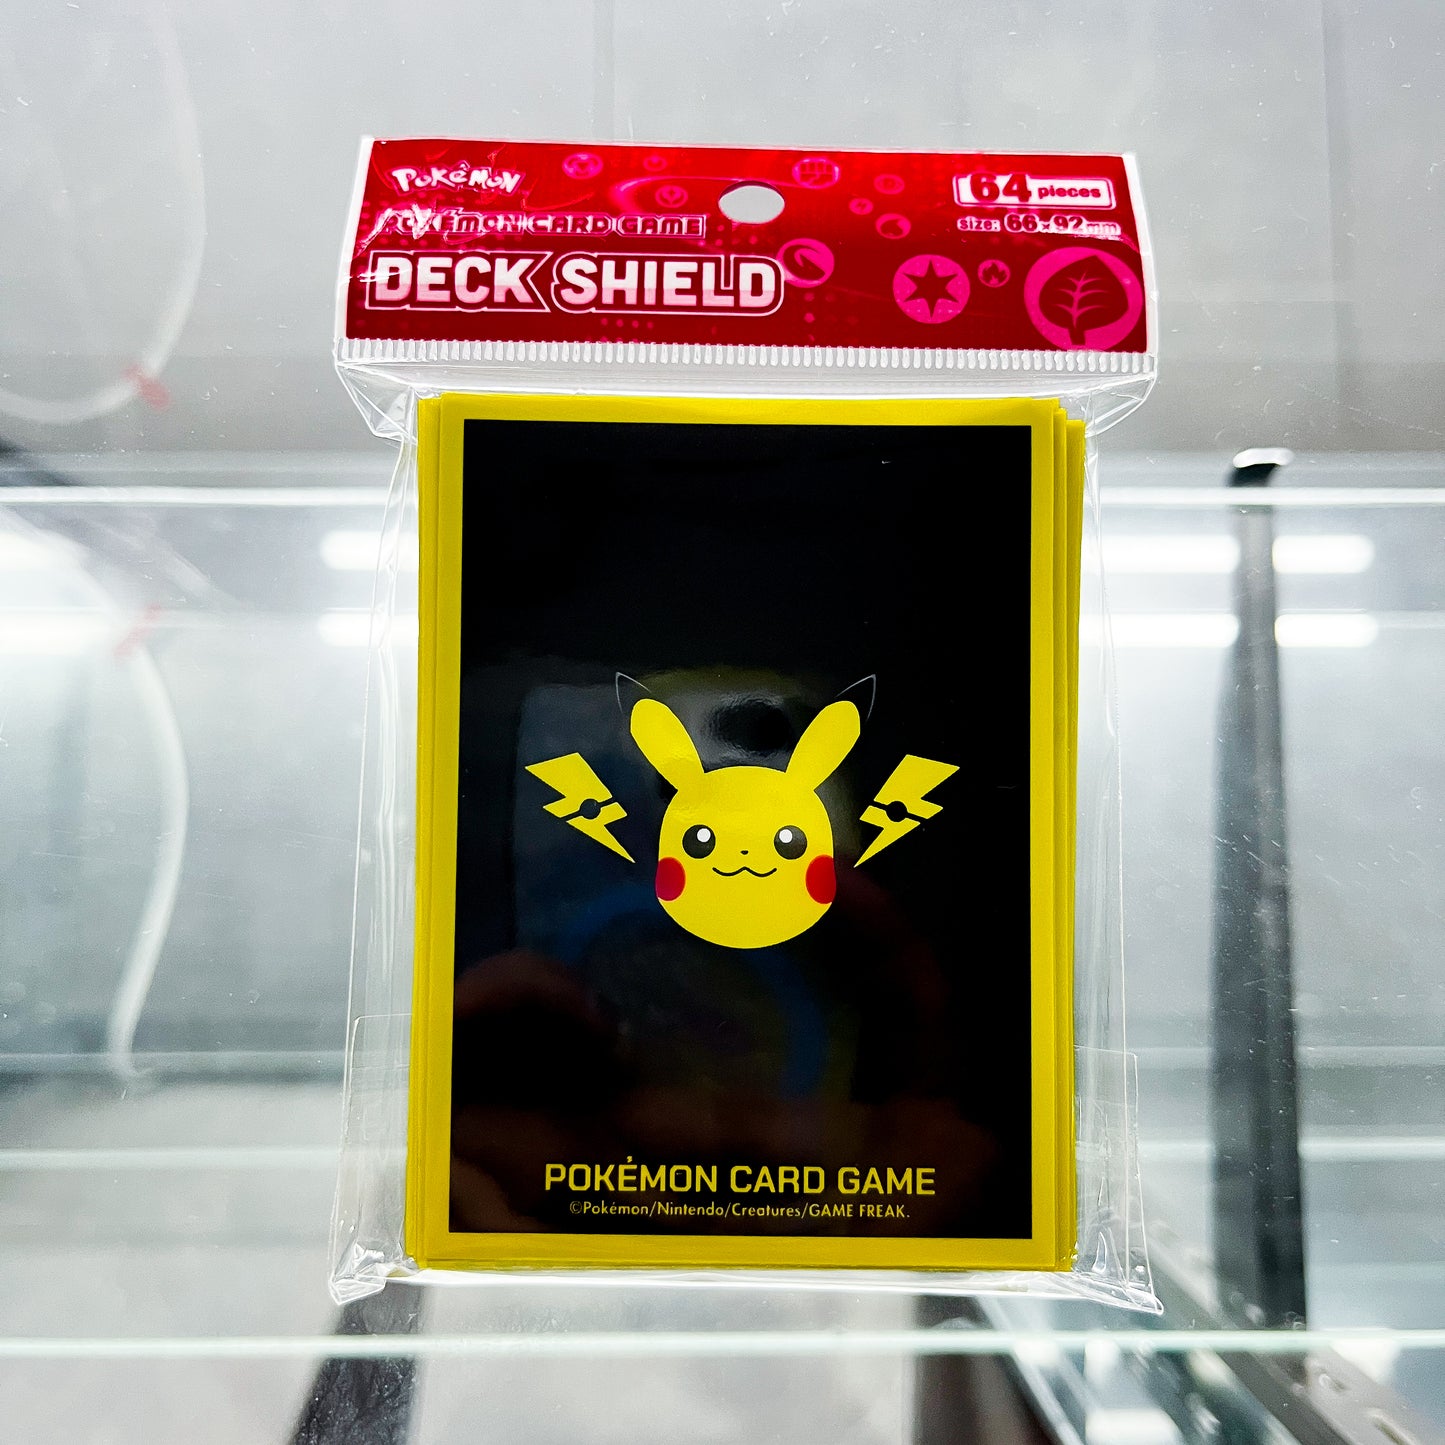 POKéMON
POKéMON CARD GAME
DECK SHIELD
64 pieces
size: 66×92mm
POKÉMON CARD GAME
©Pokémon/Nintendo/Creatures/GAME FREAK.